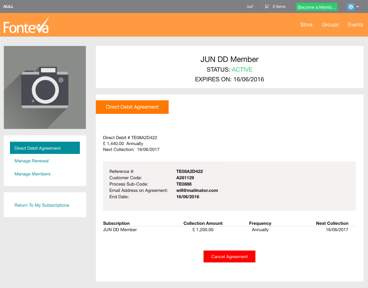 NULL
null
0 Items
Become a Memb...
Fonteva
Store
Groups
Events
JUN DD Member
STATUS: ACTIVE
EXPIRES ON: 16/06/2016
Direct Debit Agreement
Direct Debit Agreement
Manage Renewal
Manage Members
Return To My Subscriptions
Direct Debit # TE08A2D422
£ 1,440.00 Annually
Next Collection: 16/06/2017
Reference #: TE08A2D422
Customer Code: A281129
Process Sub-Code: TE0888
Email Address on Agreement: will@mailinator.com
End Date: 16/06/2016
Subscription Collection Amount Frequency Next Collection
JUN DD Member £ 1,200.00 Annually 16/06/2017
Cancel Agreement